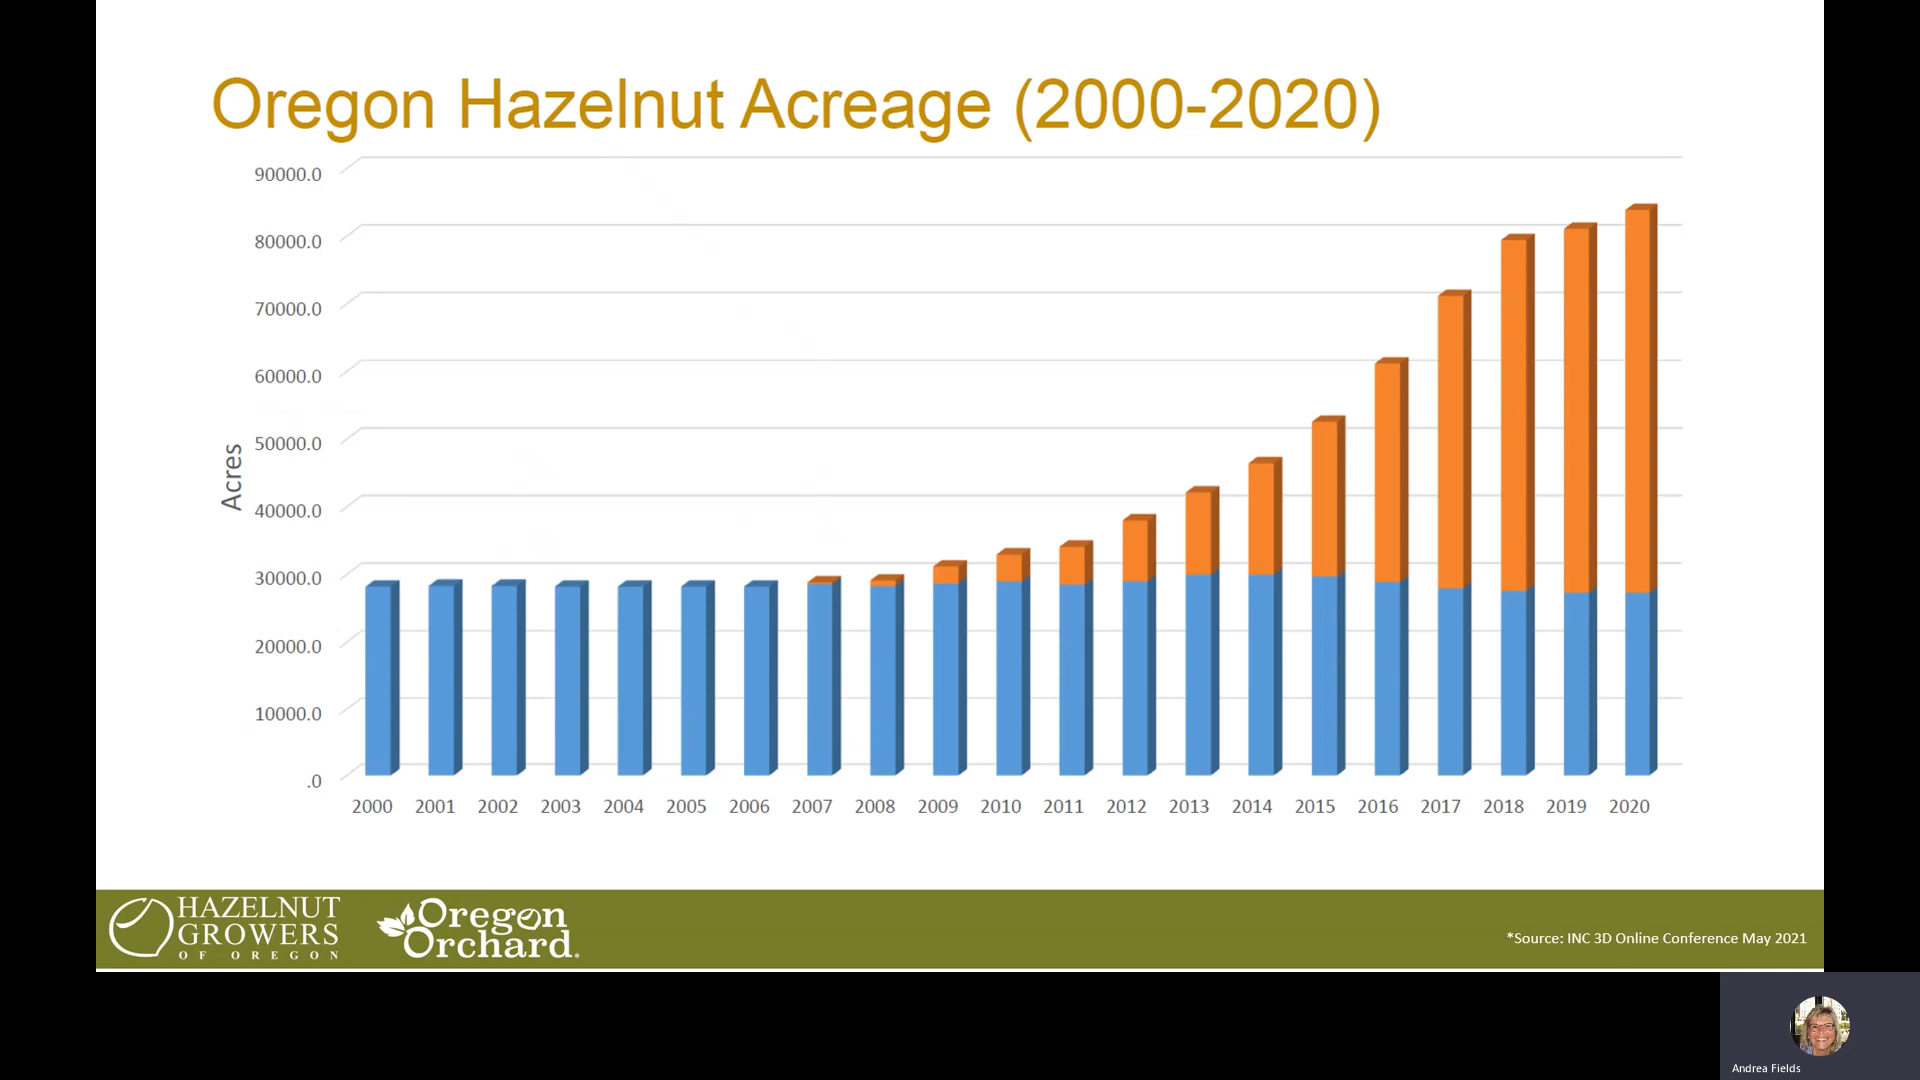 Oregon Hazelnut Acreage (2000-2020)
90000.0
80000.0
70000.0
60000.0
50000.0
40000.0
30000.0
20000.0
10000.0
.0
Acres
2000 2001 2002 2003 2004 2005 2006 2007 2008 2009 2010 2011 2012 2013 2014 2015 2016 2017 2018 2019 2020
HAZELNUT
GROWERS
OF OREGON
Oregon
Orchard®
*Source: INC 3D Online Conference May 2021
Andrea Fields